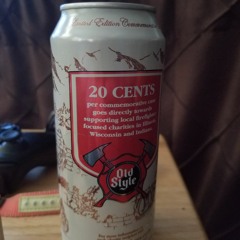 Limited Edition Commemorative
20 CENTS
per commemorative can
goes directly towards
supporting local firefighter
focused charities in Illinois,
Wisconsin and Indiana.
Old
Style